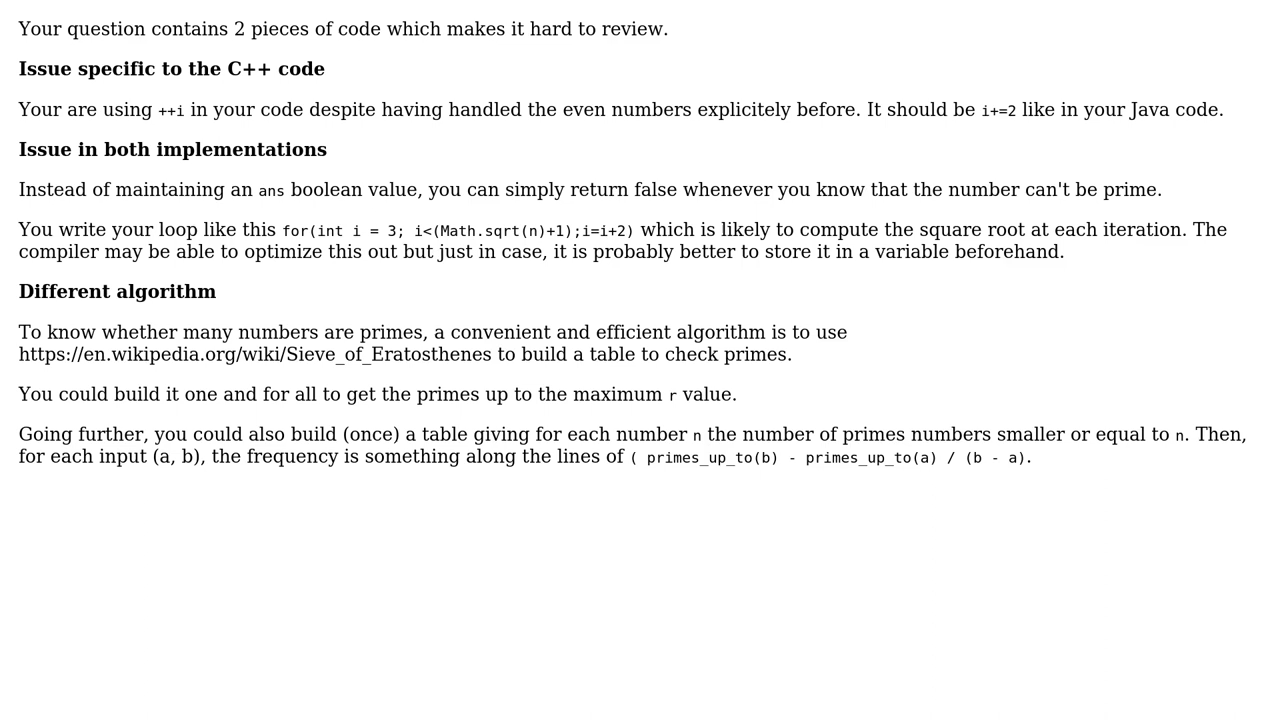 Your question contains 2 pieces of code which makes it hard to review.
Issue specific to the C++ code
Your are using ++i in your code despite having handled the even numbers explicitely before. It should be i+=2 like in your Java code.
Issue in both implementations
Instead of maintaining an ans boolean value, you can simply return false whenever you know that the number can't be prime.
You write your loop like this for(int i = 3; i<(Math.sqrt(n)+1);i=i+2) which is likely to compute the square root at each iteration. The
compiler may be able to optimize this out but just in case, it is probably better to store it in a variable beforehand.
Different algorithm
To know whether many numbers are primes, a convenient and efficient algorithm is to use
https://en.wikipedia.org/wiki/Sieve_of_Eratosthenes to build a table to check primes.
You could build it one and for all to get the primes up to the maximum r value.
Going further, you could also build (once) a table giving for each number n the number of primes numbers smaller or equal to n. Then,
for each input (a, b), the frequency is something along the lines of ( primes_up_to(b) - primes_up_to(a) / (b - a).